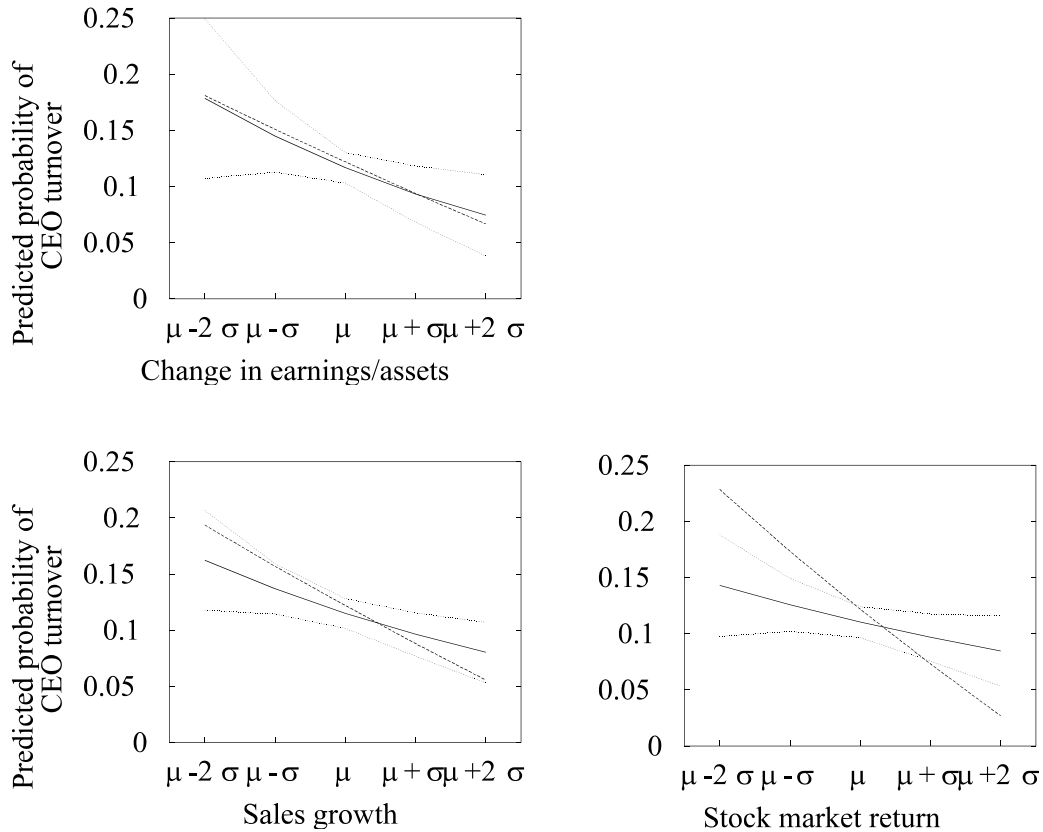 0.25
0.2
0.15
0.1
0.05
0
Predicted probability of
CEO turnover
μ -2 σ μ - σ μ μ + σ μ +2 σ
Change in earnings/assets
0.25
0.2
0.15
0.1
0.05
0
Predicted probability of
CEO turnover
μ -2 σ μ - σ μ μ + σ μ +2 σ
Sales growth
0.25
0.2
0.15
0.1
0.05
0
μ -2 σ μ - σ μ μ + σ μ +2 σ
Stock market return